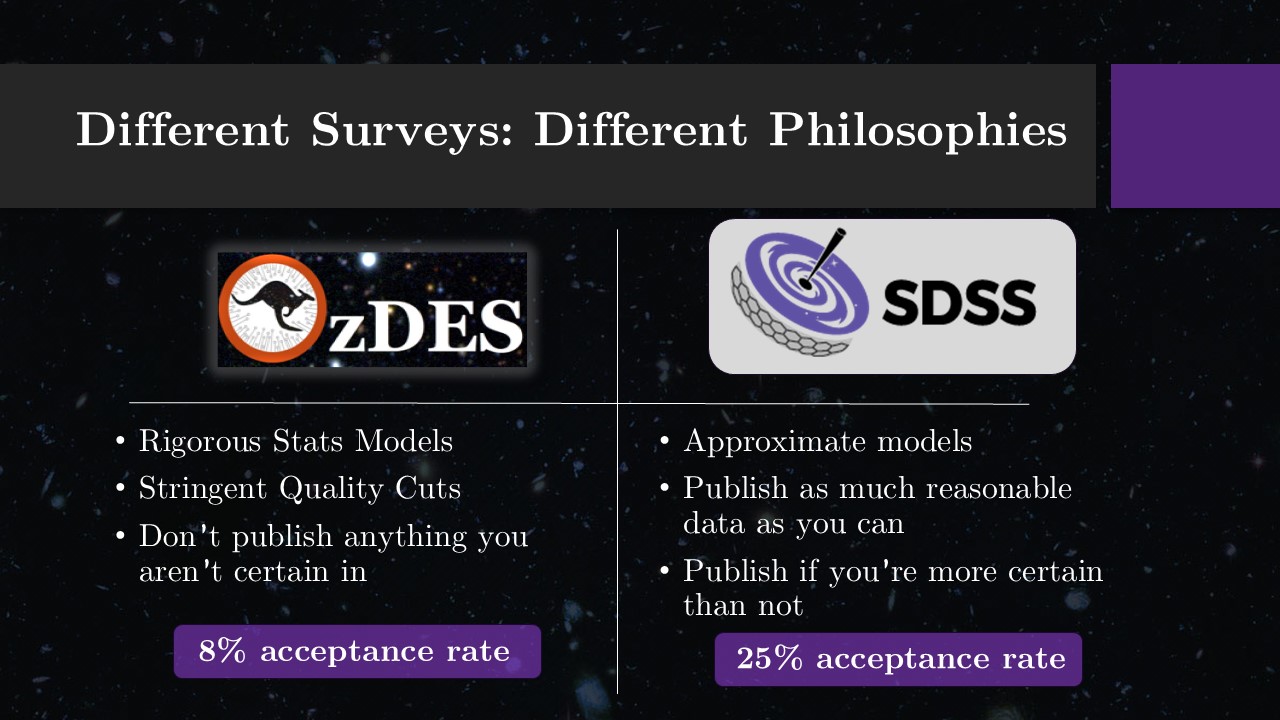 Different Surveys: Different Philosophies
OzDES
• Rigorous Stats Models
• Stringent Quality Cuts
• Don't publish anything you
aren't certain in
8% acceptance rate
SDSS
• Approximate models
• Publish as much reasonable
data as you can
• Publish if you're more certain
than not
25% acceptance rate